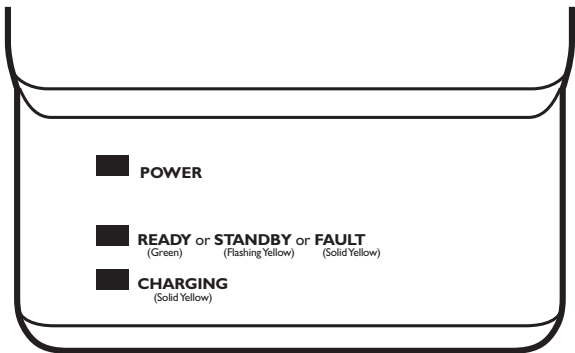 POWER
READY or STANDBY or FAULT
(Green) (Flashing Yellow) (Solid Yellow)
CHARGING
(Solid Yellow)